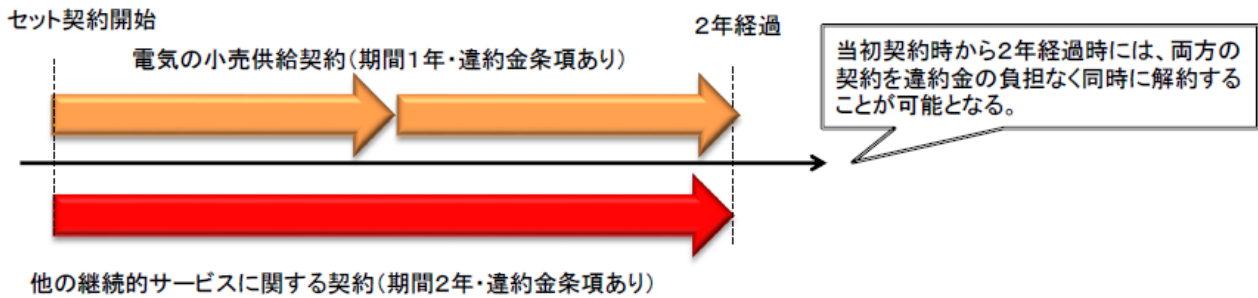 セット契約開始
2年経過
電気の小売供給契約(期間1年・違約金条項あり)
当初契約時から2年経過時には、両方の
契約を違約金の負担なく同時に解約する
ことが可能となる。
他の継続的サービスに関する契約(期間2年・違約金条項あり)